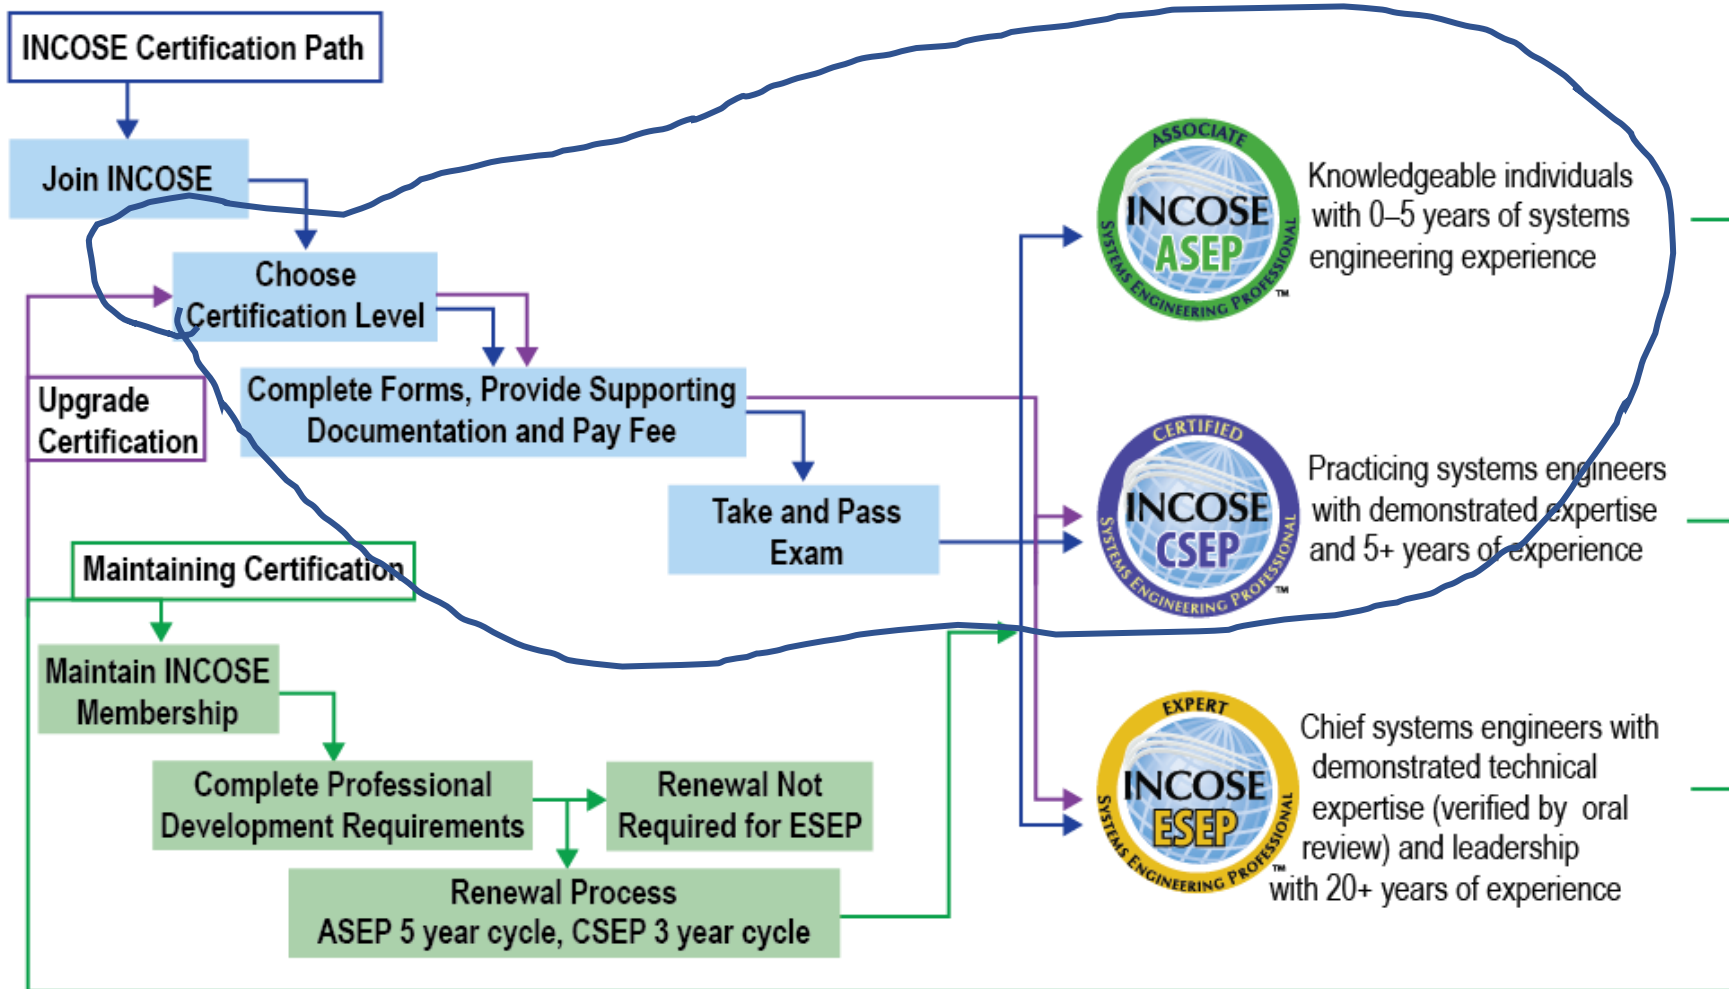 INCOSE Certification Path
Join INCOSE
Choose
Certification Level
Complete Forms, Provide Supporting
Documentation and Pay Fee
Take and Pass
Exam
Upgrade
Certification
Maintaining Certification
Maintain INCOSE
Membership
Complete Professional
Development Requirements
Renewal Not
Required for ESEP
Renewal Process
ASEP 5 year cycle, CSEP 3 year cycle
ASSOCIATE
INCOSE
ASEP
SYSTEMS ENGINEERING PROFESSIONAL
TM
Knowledgeable individuals
with 0–5 years of systems
engineering experience
CERTIFIED
INCOSE
CSEP
SYSTEMS ENGINEERING PROFESSIONAL
TM
Practicing systems engineers
with demonstrated expertise
and 5+ years of experience
EXPERT
INCOSE
ESEP
SYSTEMS ENGINEERING PROFESSIONAL
TM
Chief systems engineers with
demonstrated technical
expertise (verified by oral
review) and leadership
with 20+ years of experience